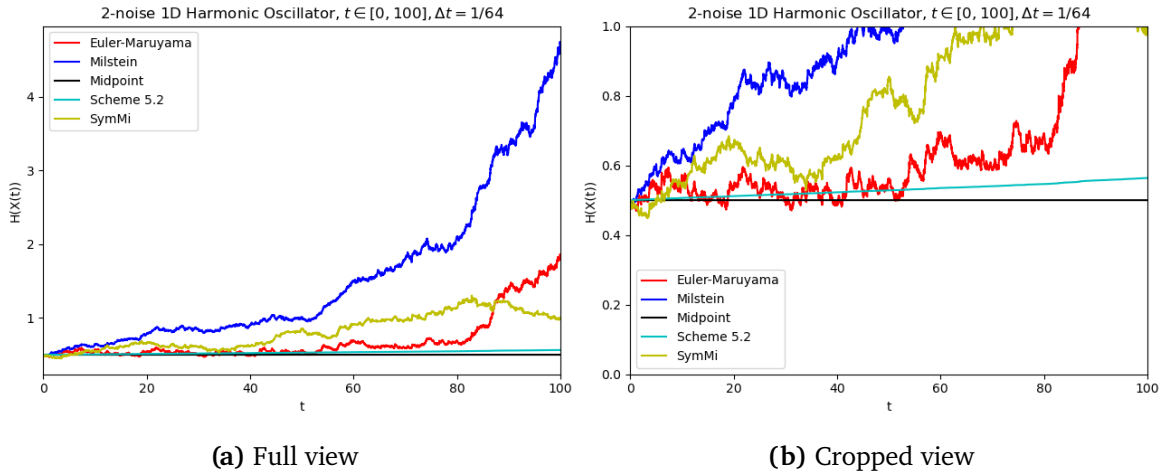 2-noise 1D Harmonic Oscillator, t ∈ [0, 100], Δt = 1/64
H(X(t))
4
3
2
1
Euler-Maruyama
Milstein
Midpoint
Scheme 5.2
SymMi
0 20 40 60 80 100
t
(a) Full view
2-noise 1D Harmonic Oscillator, t ∈ [0, 100], Δt = 1/64
H(X(t))
1.0
0.8
0.6
0.4
0.2
0.0
Euler-Maruyama
Milstein
Midpoint
Scheme 5.2
SymMi
0 20 40 60 80 100
t
(b) Cropped view